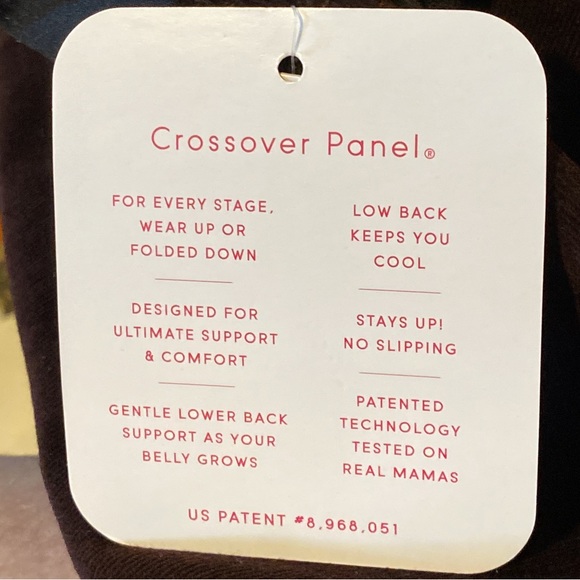 Crossover Panel®
FOR EVERY STAGE,
WEAR UP OR
FOLDED DOWN
DESIGNED FOR
ULTIMATE SUPPORT
& COMFORT
GENTLE LOWER BACK
SUPPORT AS YOUR
BELLY GROWS
LOW BACK
KEEPS YOU
COOL
STAYS UP!
NO SLIPPING
PATENTED
TECHNOLOGY
TESTED ON
REAL MAMAS
US PATENT #8,968,051